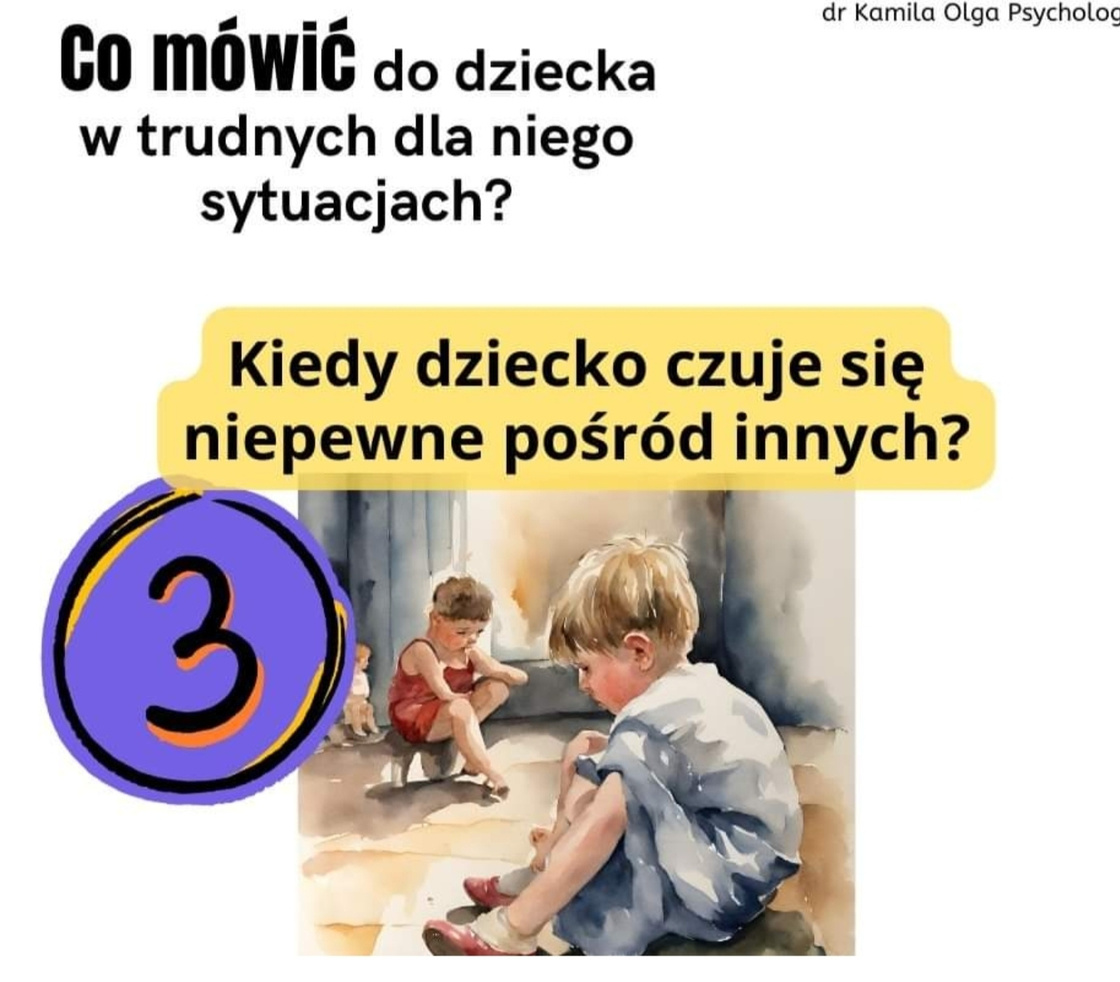 dr Kamila Olga Psycholog
Co mówić do dziecka
w trudnych dla niego
sytuacjach?
Kiedy dziecko czuje się
niepewne pośród innych?
3